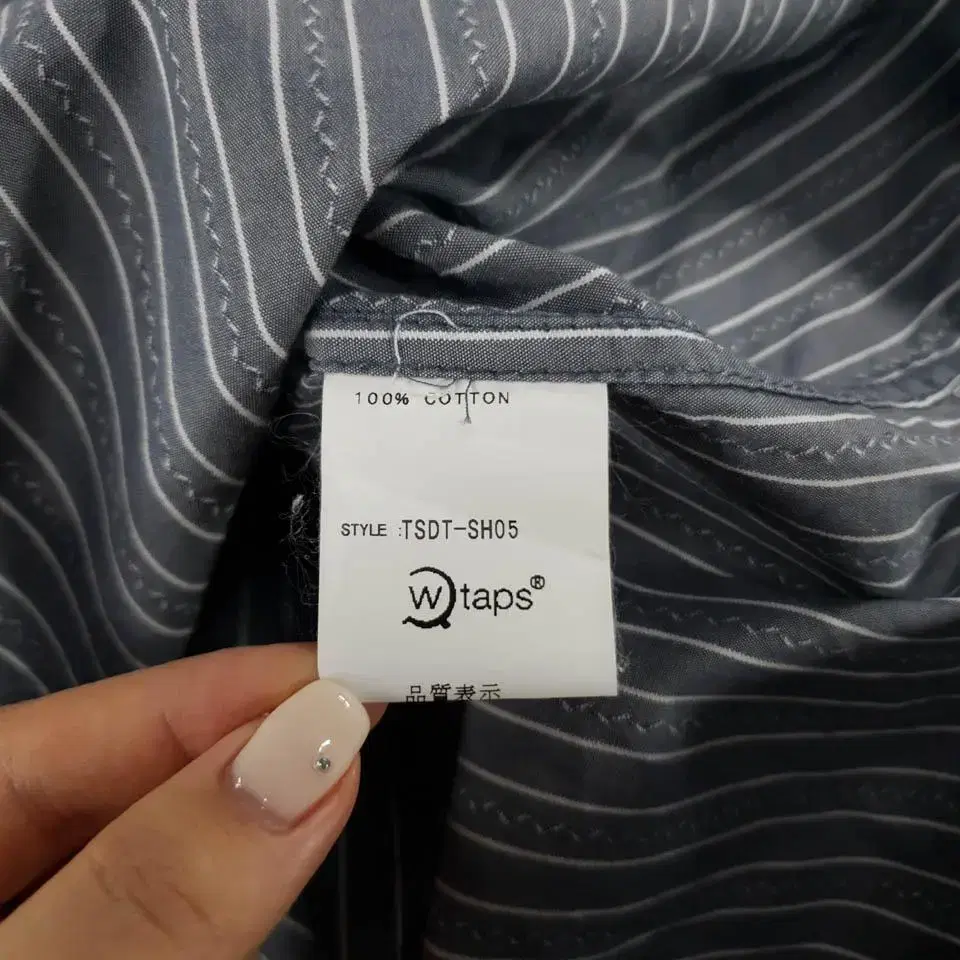 100% COTTON
STYLE :TSDT-SH05
Wtaps®
品質表示